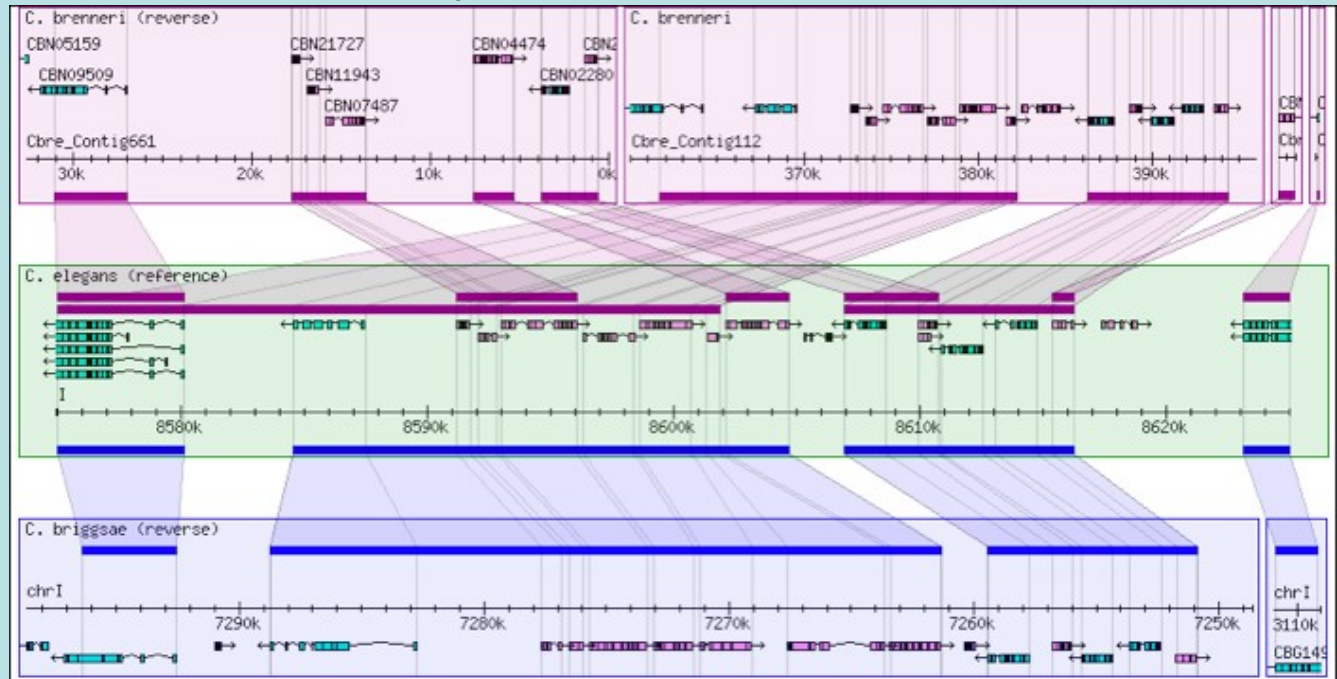 C. brenneri (reverse)
CBN05159
CBN21727
CBN04474
CBN2
CBN09509
CBN11943
CBN02280
CBN07487
Cbre_Contig661
30k
20k
10k
0k
C. brenneri
Cbre_Contig112
370k
380k
390k
C. elegans (reference)
I
8580k
8590k
8600k
8610k
8620k
C. briggsae (reverse)
chrI
7290k
7280k
7270k
7260k
7250k
chrI
3110k
CBG149